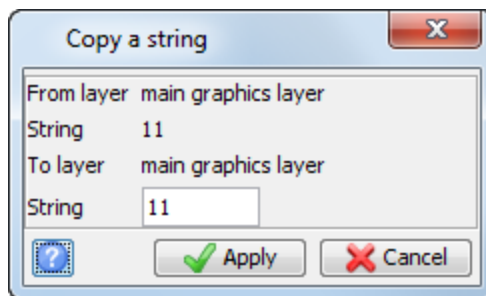 Copy a string
From layer main graphics layer
String 11
To layer main graphics layer
String 11
? Apply Cancel